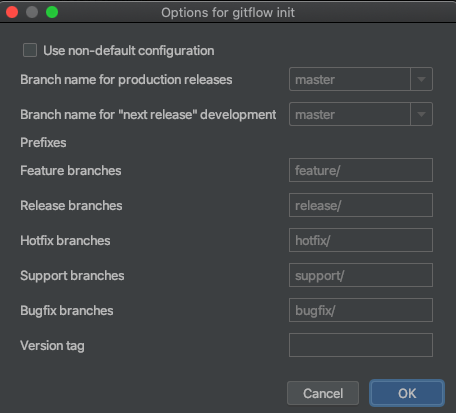 Options for gitflow init
Use non-default configuration
Branch name for production releases master
Branch name for "next release" development master
Prefixes
Feature branches feature/
Release branches release/
Hotfix branches hotfix/
Support branches support/
Bugfix branches bugfix/
Version tag
Cancel OK